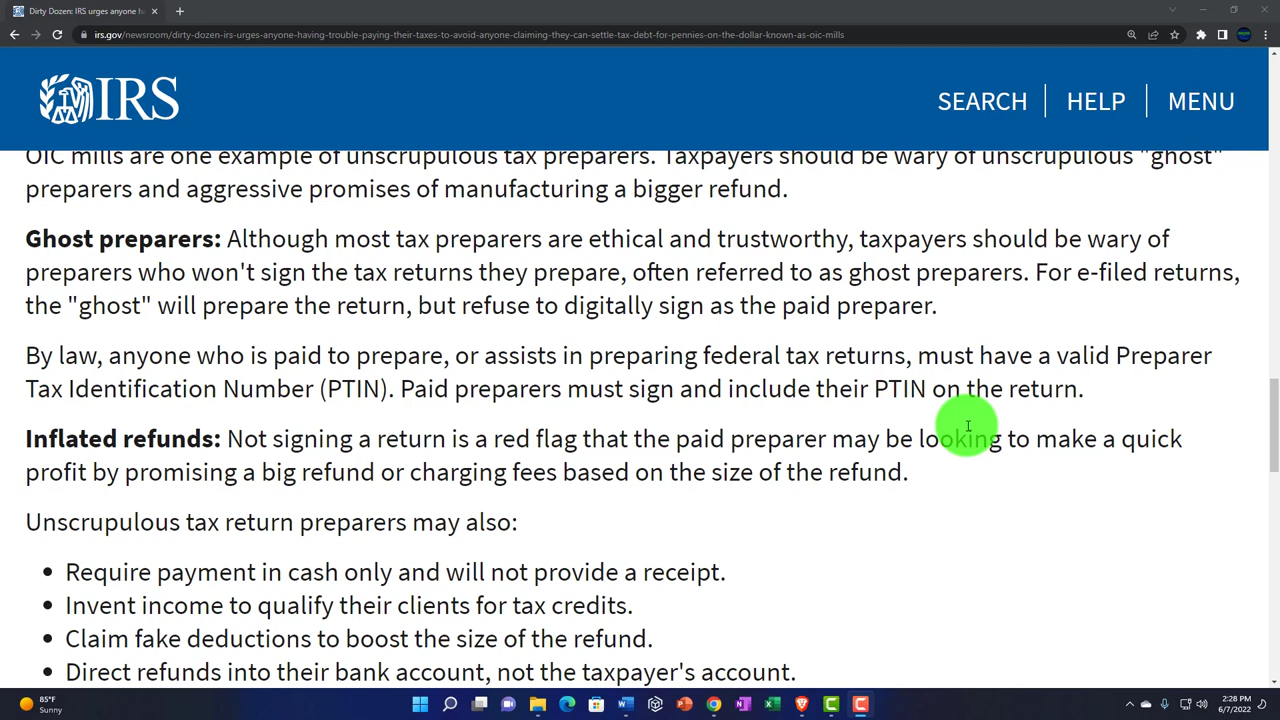 Dirty Dozen: IRS urges anyone ha
irs.gov/newsroom/dirty-dozen-irs-urges-anyone-having-trouble-paying-their-taxes-to-avoid-anyone-claiming-they-can-settle-tax-debt-for-pennies-on-the-dollar-known-as-oic-mills
IRS
SEARCH
HELP
MENU
OIC mills are one example of unscrupulous tax preparers. Taxpayers should be wary of unscrupulous "ghost"
preparers and aggressive promises of manufacturing a bigger refund.
Ghost preparers: Although most tax preparers are ethical and trustworthy, taxpayers should be wary of
preparers who won't sign the tax returns they prepare, often referred to as ghost preparers. For e-filed returns,
the "ghost" will prepare the return, but refuse to digitally sign as the paid preparer.
By law, anyone who is paid to prepare, or assists in preparing federal tax returns, must have a valid Preparer
Tax Identification Number (PTIN). Paid preparers must sign and include their PTIN on the return.
Inflated refunds: Not signing a return is a red flag that the paid preparer may be looking to make a quick
profit by promising a big refund or charging fees based on the size of the refund.
Unscrupulous tax return preparers may also:
• Require payment in cash only and will not provide a receipt.
• Invent income to qualify their clients for tax credits.
• Claim fake deductions to boost the size of the refund.
• Direct refunds into their bank account, not the taxpayer's account.
85°F
Sunny
2:28 PM
6/7/2022